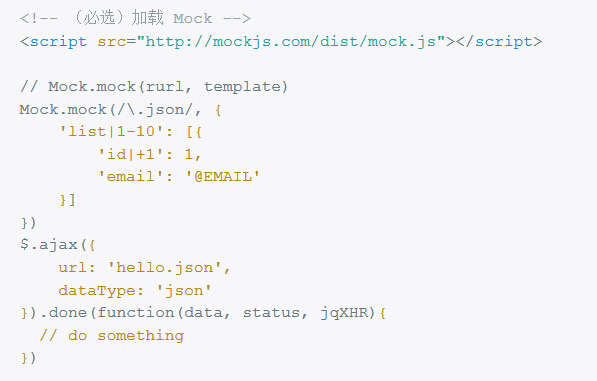 <!-- （必选）加载 Mock -->
<script src="http://mockjs.com/dist/mock.js"></script>
// Mock.mock(rurl, template)
Mock.mock(/\.json/, {
    'list|1-10': [{
        'id|+1': 1,
        'email': '@EMAIL'
    }]
})
$.ajax({
    url: 'hello.json',
    dataType: 'json'
}).done(function(data, status, jqXHR){
  // do something
})